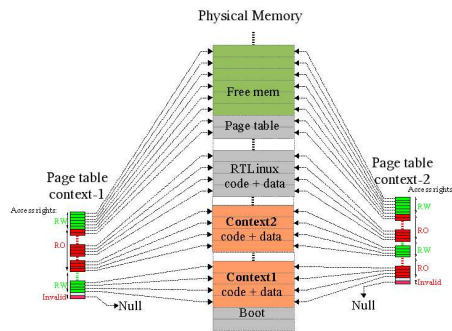 Physical Memory
Free mem
Page table
RTLinux
code + data
Context2
code + data
Context1
code + data
Boot
Page table
context-1
Access rights:
RW
RO
RW
Invalid
Null
Page table
context-2
Access rights:
RW
RO
RW
RO
Invalid
Null